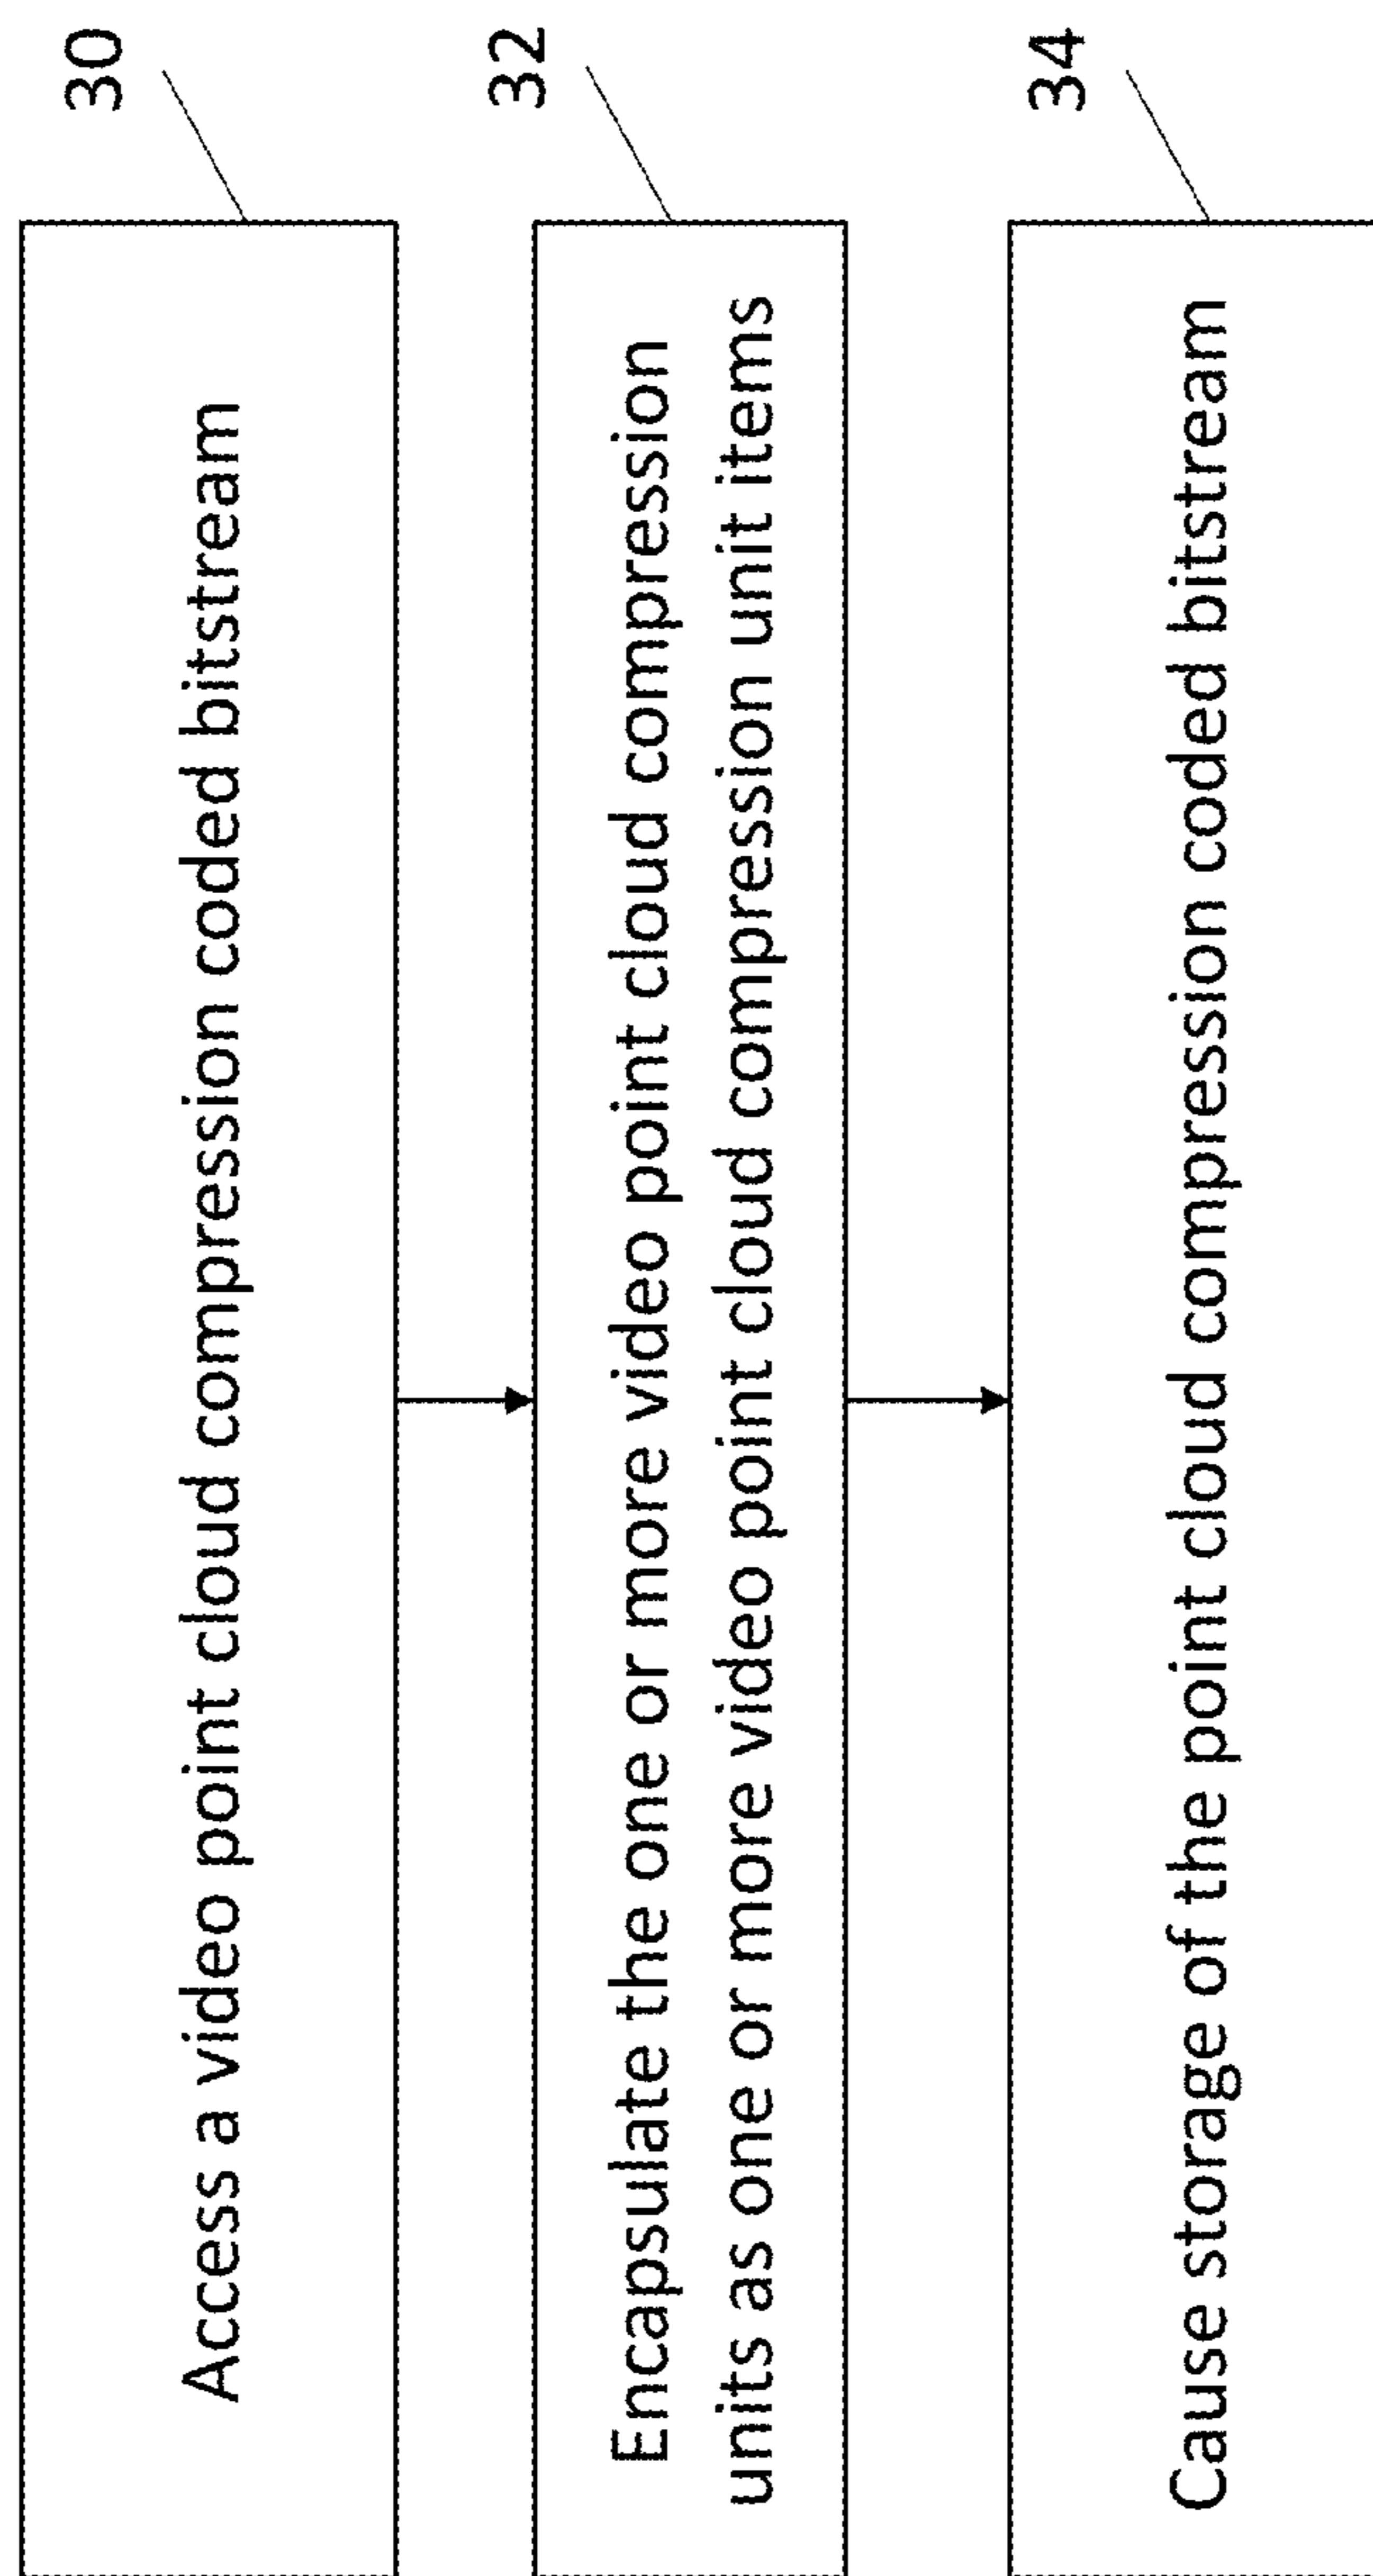 Access a video point cloud compression coded bitstream
30
Encapsulate the one or more video point cloud compression
units as one or more video point cloud compression unit items
32
Cause storage of the point cloud compression coded bitstream
34